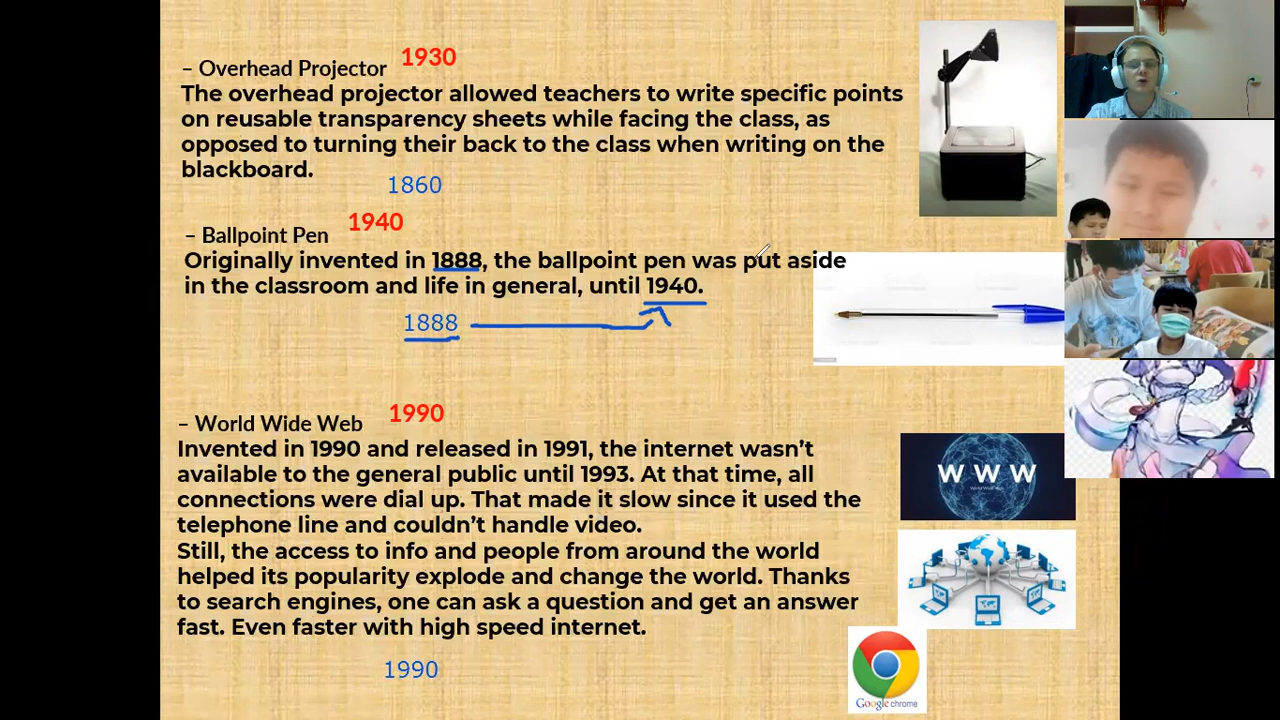 1930
– Overhead Projector
The overhead projector allowed teachers to write specific points
on reusable transparency sheets while facing the class, as
opposed to turning their back to the class when writing on the
blackboard.
1860
1940
– Ballpoint Pen
Originally invented in 1888, the ballpoint pen was put aside
in the classroom and life in general, until 1940.
1888
1990
– World Wide Web
Invented in 1990 and released in 1991, the internet wasn’t
available to the general public until 1993. At that time, all
connections were dial up. That made it slow since it used the
telephone line and couldn’t handle video.
Still, the access to info and people from around the world
helped its popularity explode and change the world. Thanks
to search engines, one can ask a question and get an answer
fast. Even faster with high speed internet.
1990
W W W
World Wide Web
Google chrome